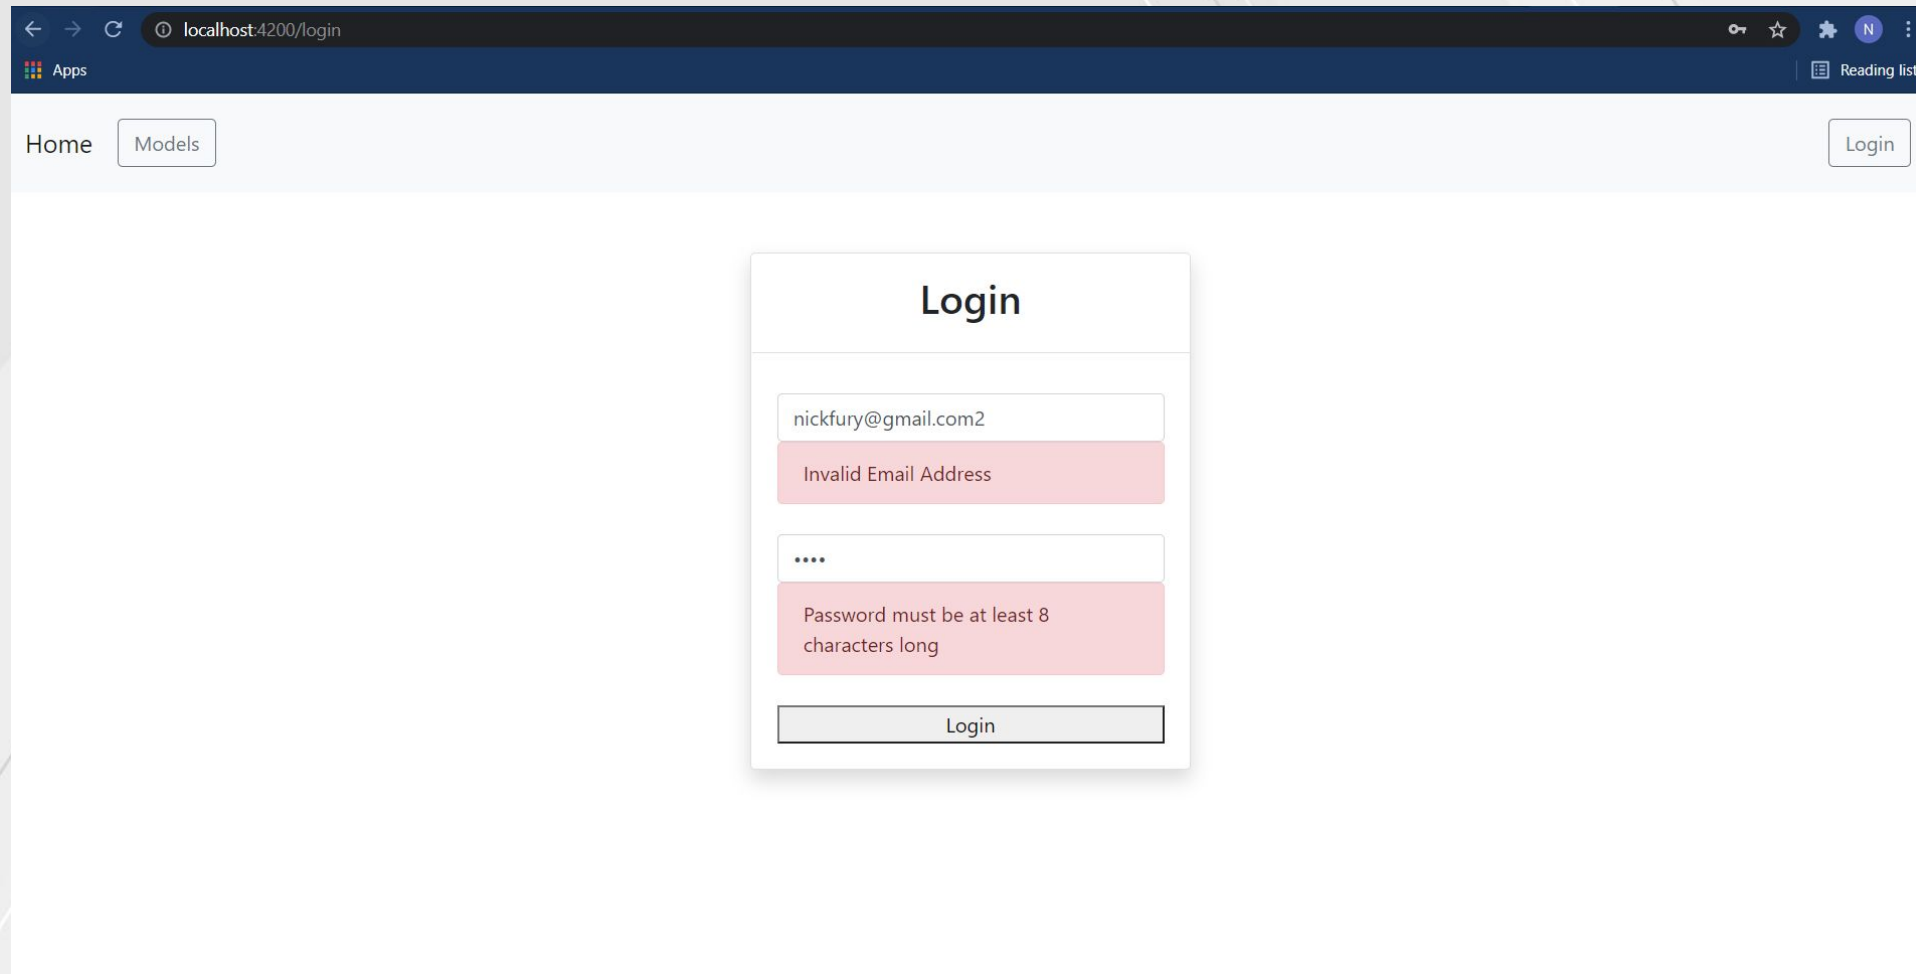 localhost:4200/login
N
Apps
Reading list
Home
Models
Login
Login
nickfury@gmail.com2
Invalid Email Address
••••
Password must be at least 8
characters long
Login